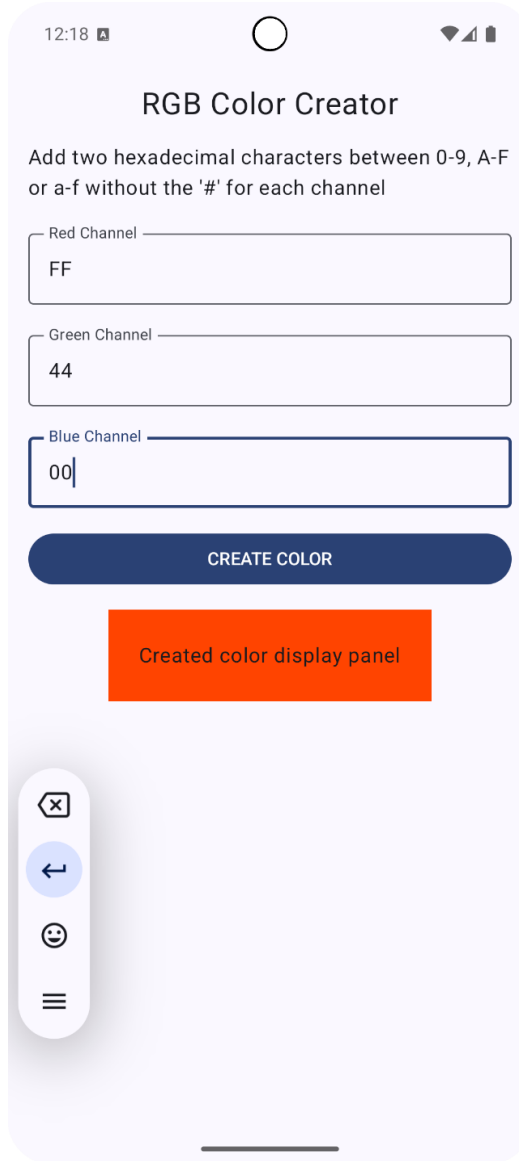 12:18
RGB Color Creator
Add two hexadecimal characters between 0-9, A-F
or a-f without the '#' for each channel
Red Channel
FF
Green Channel
44
Blue Channel
00
CREATE COLOR
Created color display panel